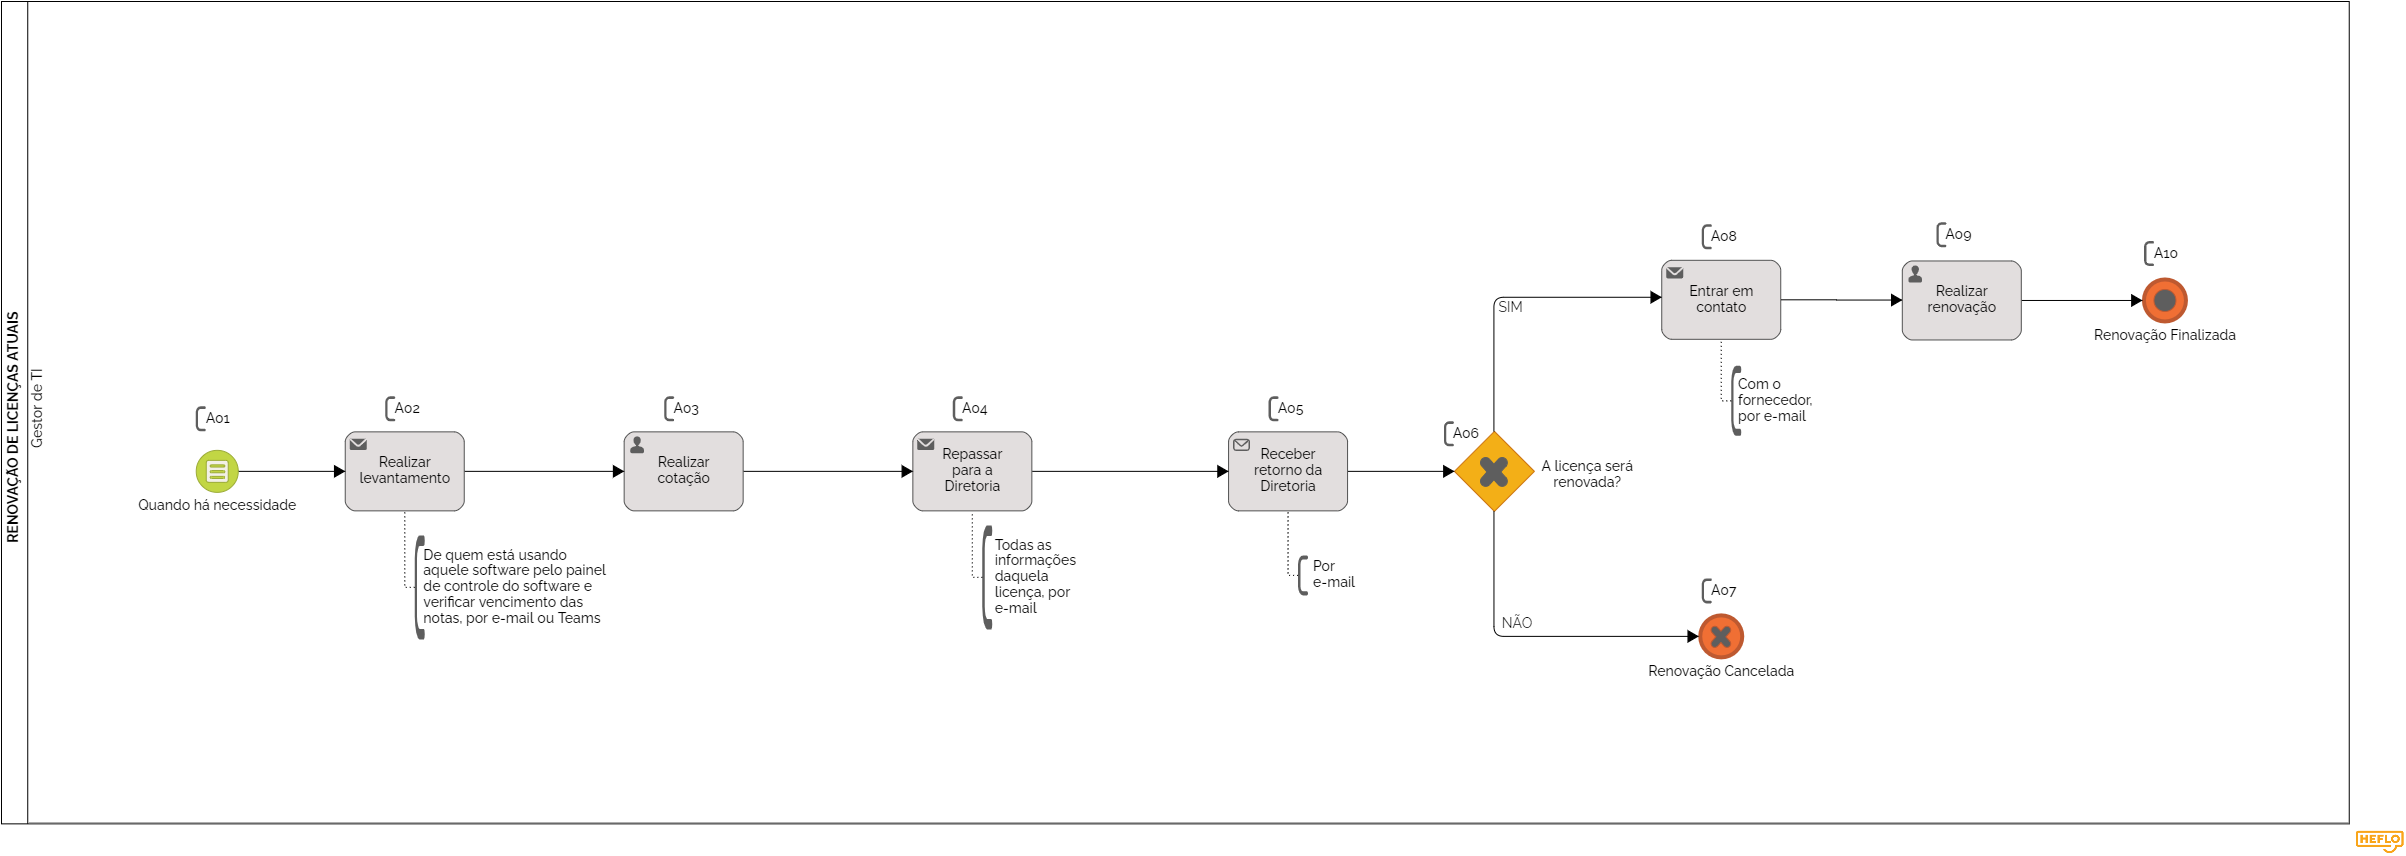 RENOVAÇÃO DE LICENÇAS ATUAIS
Gestor de TI
A01
Quando há necessidade
A02
Realizar
levantamento
De quem está usando
aquele software pelo painel
de controle do software e
verificar vencimento das
notas, por e-mail ou Teams
A03
Realizar
cotação
A04
Repassar
para a
Diretoria
Todas as
informações
daquela
licença, por
e-mail
A05
Receber
retorno da
Diretoria
Por
e-mail
A06
A licença será
renovada?
SIM
A08
Entrar em
contato
Com o
fornecedor,
por e-mail
A09
Realizar
renovação
A10
Renovação Finalizada
NÃO
A07
Renovação Cancelada
HEFLO